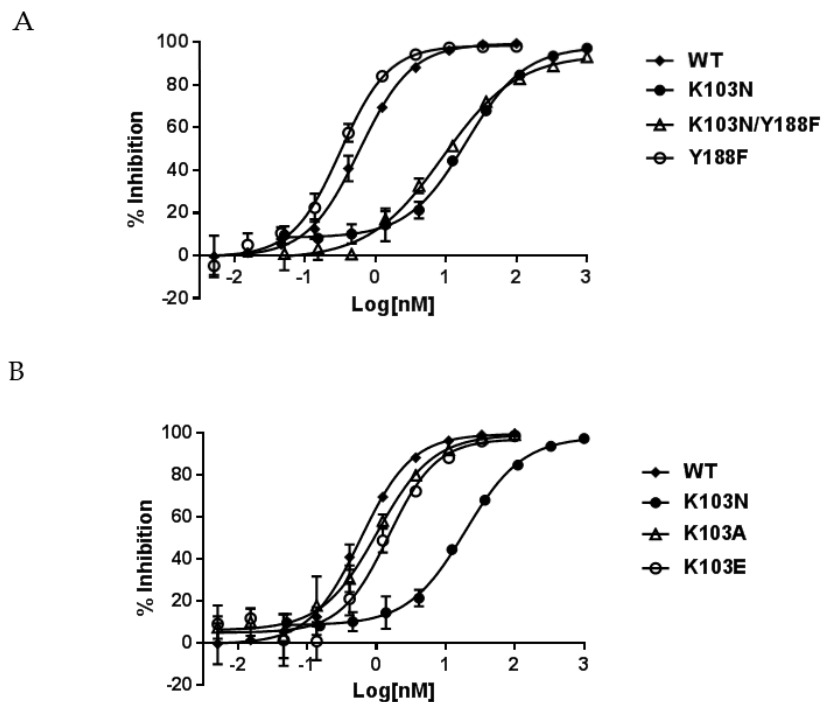 A
100
80
60
40
20
0
-20
% Inhibition
-2 -1 0 1 2 3
Log[nM]
WT
K103N
K103N/Y188F
Y188F
B
100
80
60
40
20
0
-20
% Inhibition
-2 -1 0 1 2 3
Log[nM]
WT
K103N
K103A
K103E